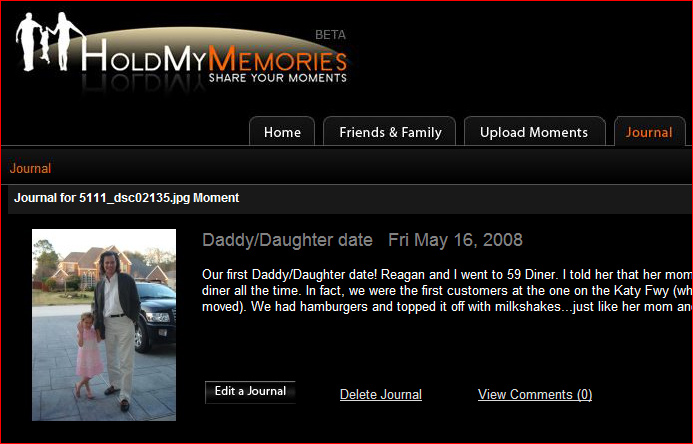 BETA
HOLDMYMEMORIES
SHARE YOUR MOMENTS
Home Friends & Family Upload Moments Journal
Journal
Journal for 5111_dsc02135.jpg Moment
Daddy/Daughter date Fri May 16, 2008
Our first Daddy/Daughter date! Reagan and I went to 59 Diner. I told her that her mom
diner all the time. In fact, we were the first customers at the one on the Katy Fwy (wh
moved). We had hamburgers and topped it off with milkshakes...just like her mom and
Edit a Journal Delete Journal View Comments (0)